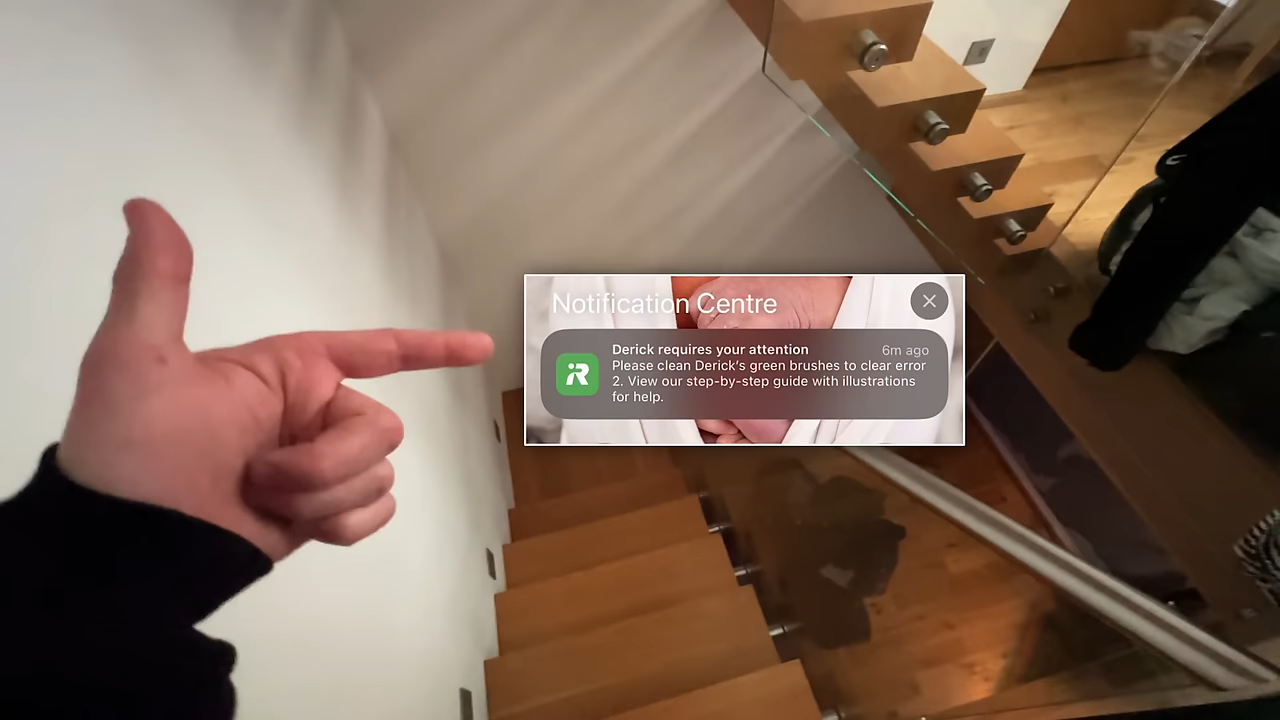 Notification Centre
Derick requires your attention 6m ago
Please clean Derick's green brushes to clear error
2. View our step-by-step guide with illustrations
for help.